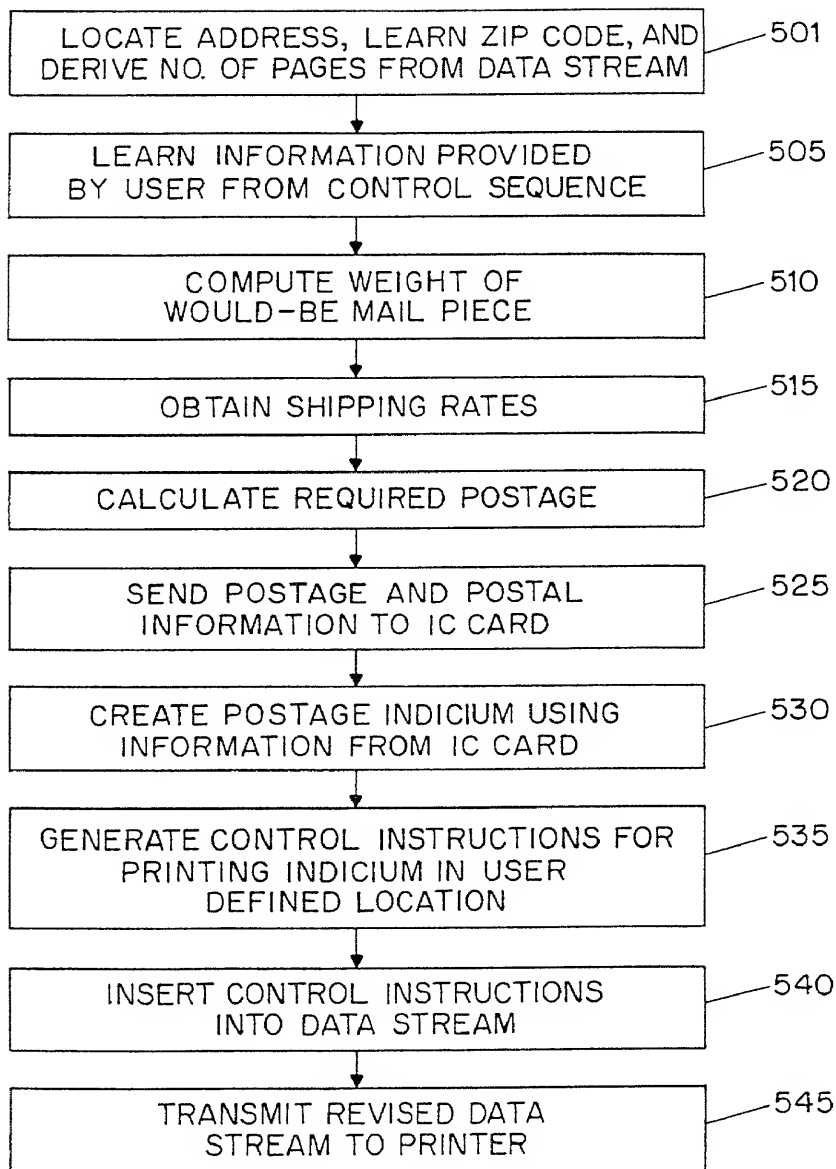 LOCATE ADDRESS, LEARN ZIP CODE, AND
DERIVE NO. OF PAGES FROM DATA STREAM
501
LEARN INFORMATION PROVIDED
BY USER FROM CONTROL SEQUENCE
505
COMPUTE WEIGHT OF
WOULD-BE MAIL PIECE
510
OBTAIN SHIPPING RATES
515
CALCULATE REQUIRED POSTAGE
520
SEND POSTAGE AND POSTAL
INFORMATION TO IC CARD
525
CREATE POSTAGE INDICIUM USING
INFORMATION FROM IC CARD
530
GENERATE CONTROL INSTRUCTIONS FOR
PRINTING INDICIUM IN USER
DEFINED LOCATION
535
INSERT CONTROL INSTRUCTIONS
INTO DATA STREAM
540
TRANSMIT REVISED DATA
STREAM TO PRINTER
545